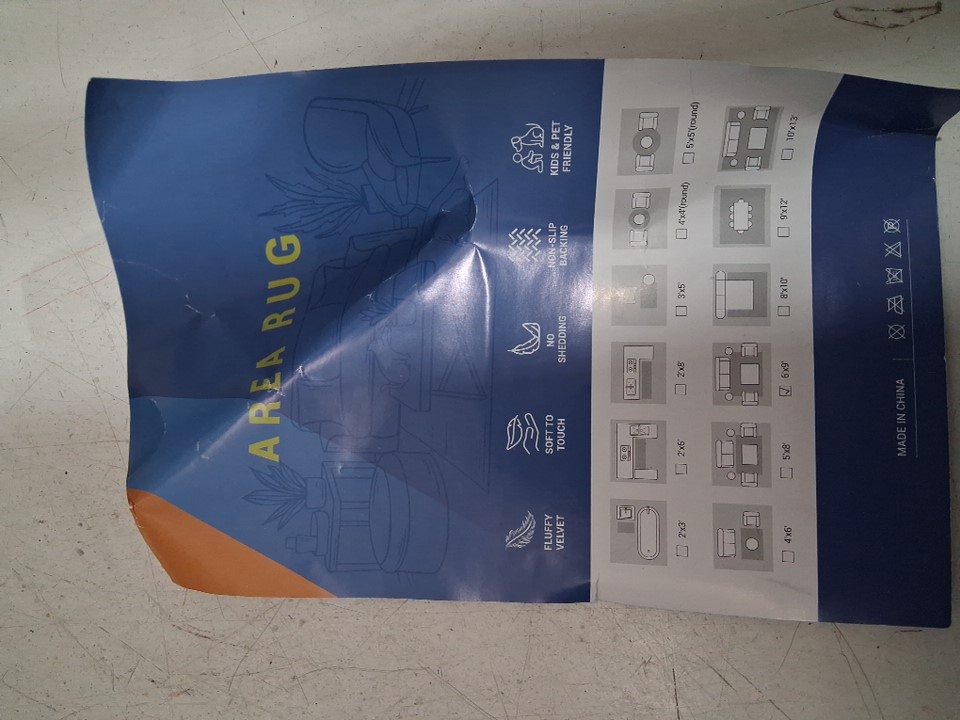 AREA RUG
FLUFFY
VELVET
SOFT TO
TOUCH
NO
SHEDDING
NON-SLIP
BACKING
KIDS & PET
FRIENDLY
2'x3'
2'x6'
2'x8'
3'x5'
4'x4'(round)
5'x5'(round)
4'x6'
5'x8'
6'x9'
8'x10'
9'x12'
10'x13'
MADE IN CHINA